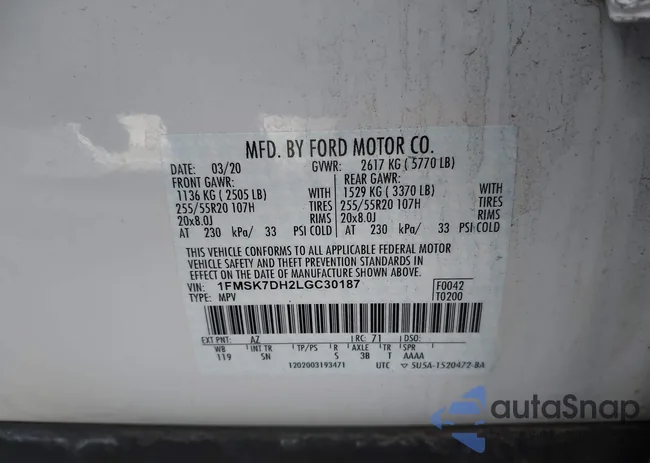 MFD. BY FORD MOTOR CO.
DATE: 03/20 GVWR: 2617 KG ( 5770 LB)
FRONT GAWR: REAR GAWR:
1136 KG ( 2505 LB) WITH 1529 KG ( 3370 LB) WITH
255/55R20 107H TIRES 255/55R20 107H TIRES
20x8.0J RIMS 20x8.0J RIMS
AT 230 kPa/ 33 PSI COLD AT 230 kPa/ 33 PSI COLD
THIS VEHICLE CONFORMS TO ALL APPLICABLE FEDERAL MOTOR
VEHICLE SAFETY AND THEFT PREVENTION STANDARDS IN
EFFECT ON THE DATE OF MANUFACTURE SHOWN ABOVE.
VIN: 1FMSK7DH2LGC30187 F0042
TYPE: MPV T0200
EXT PNT: AZ RC: 71 DSO:
WB INT TR TP/PS R AXLE TR SPR
119 SN S 3B T AAAA
1202003193471 UTC 5U5A-1520472-BA
autoSnap